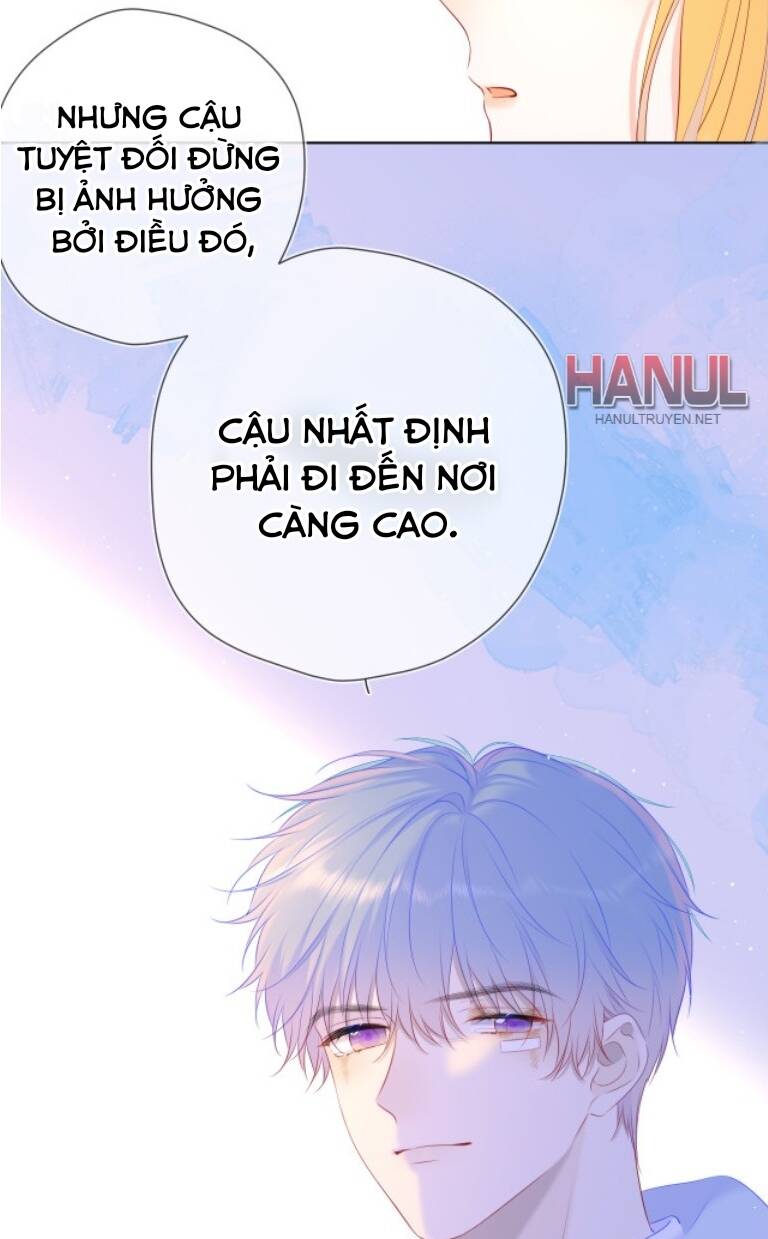 NHƯNG CẬU
TUYỆT ĐỐI ĐỪNG
BỊ ẢNH HƯỞNG
BỞI ĐIỀU ĐÓ,
HANUL
HANULTRUYEN.NET
CẬU NHẤT ĐỊNH
PHẢI ĐI ĐẾN NƠI
CÀNG CAO.